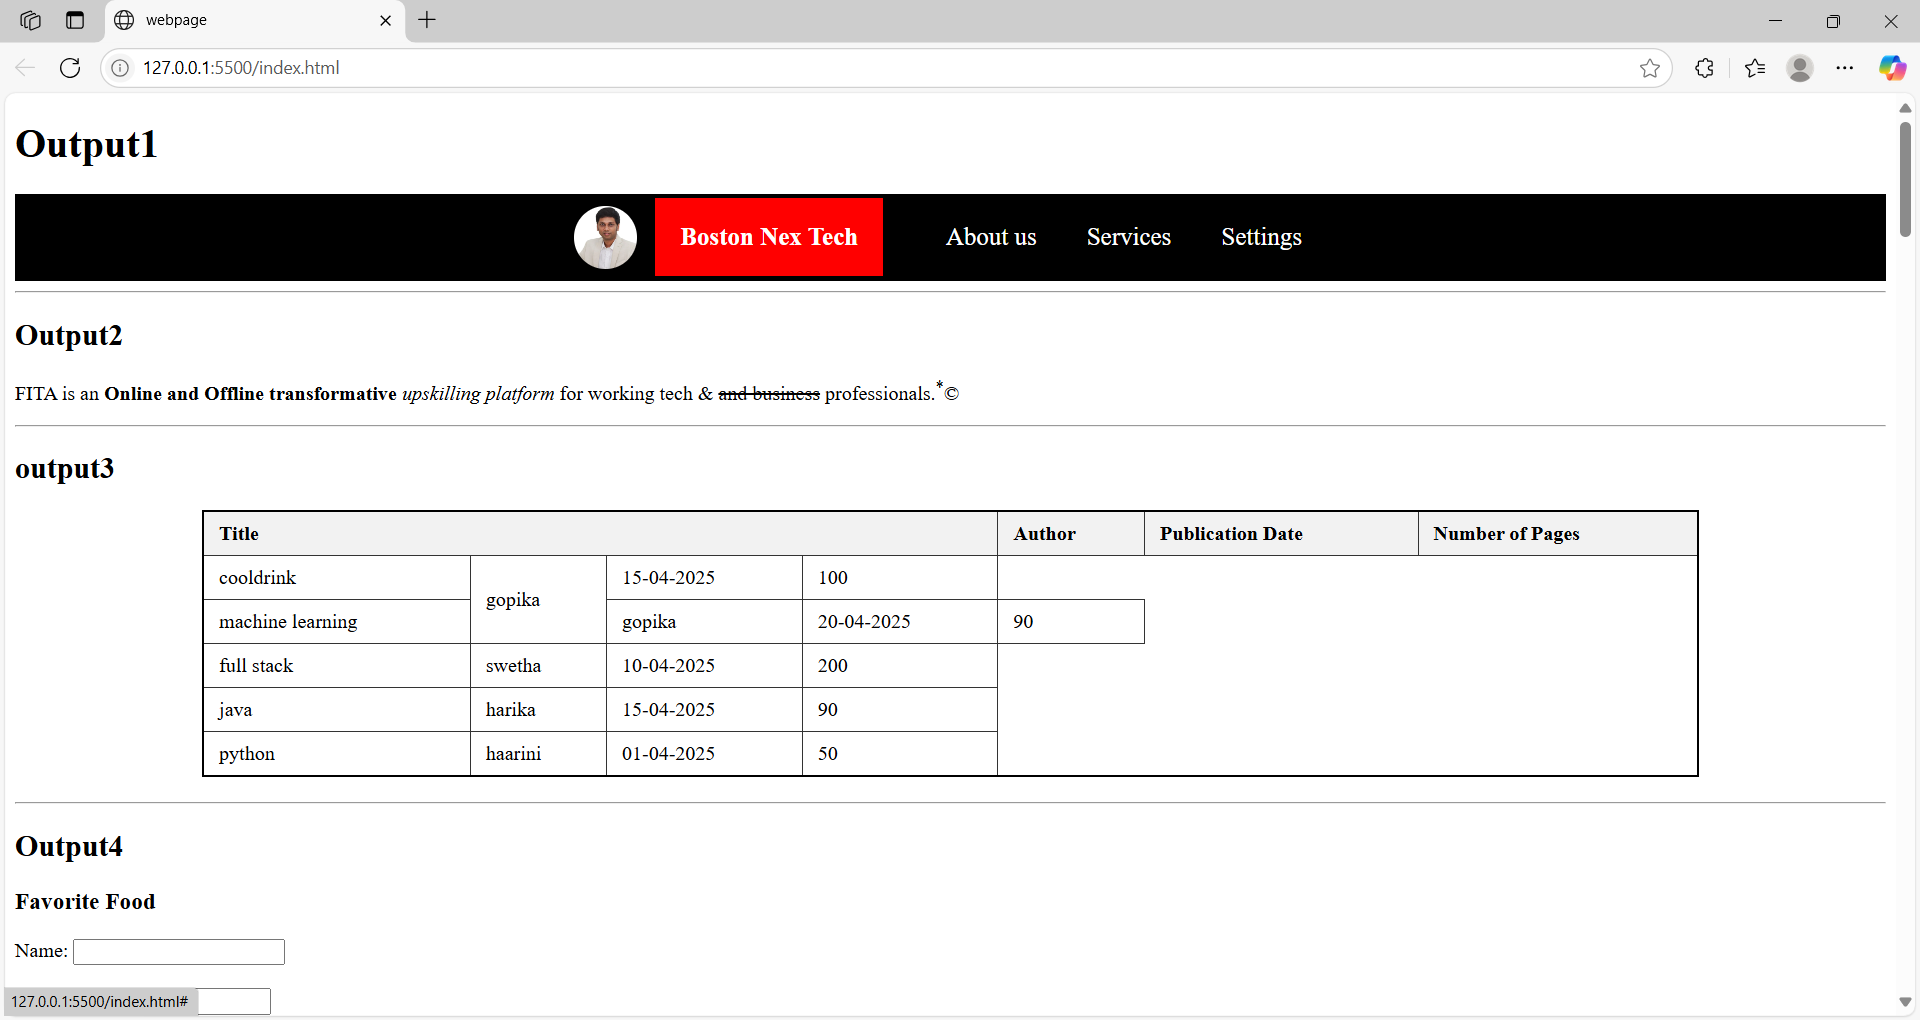 webpage
127.0.0.1:5500/index.html
Output1
Boston Nex Tech About us Services Settings
Output2
FITA is an Online and Offline transformative upskilling platform for working tech & and business professionals.*©
output3
Title Author Publication Date Number of Pages
cooldrink gopika 15-04-2025 100
machine learning gopika 20-04-2025 90
full stack swetha 10-04-2025 200
java harika 15-04-2025 90
python haarini 01-04-2025 50
Output4
Favorite Food
Name:
127.0.0.1:5500/index.html#